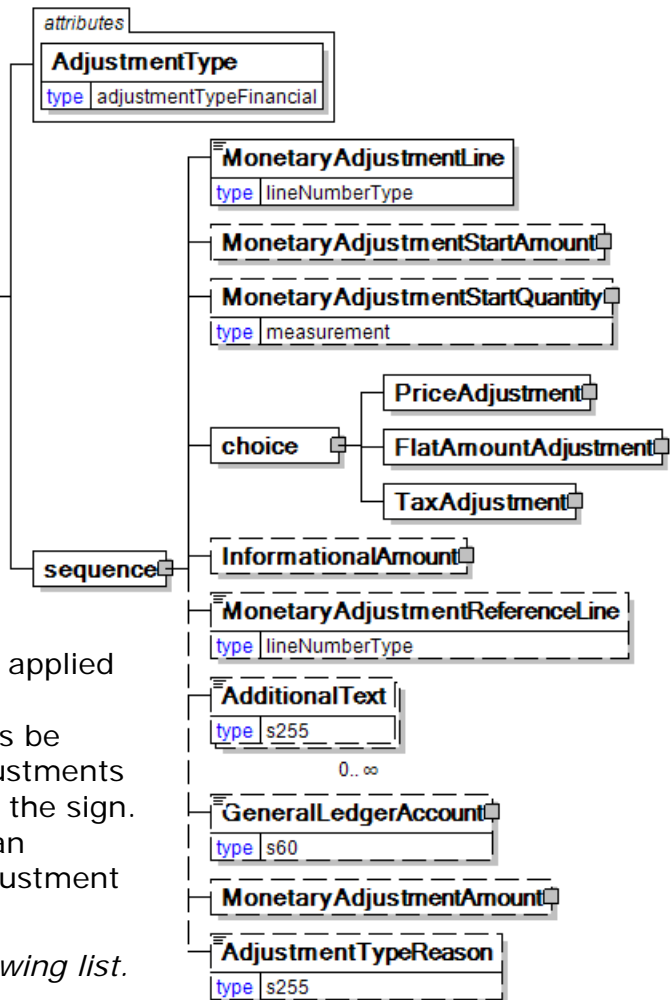 attributes
AdjustmentType
type adjustmentTypeFinancial
MonetaryAdjustmentLine
type lineNumberType
MonetaryAdjustmentStartAmount
MonetaryAdjustmentStartQuantity
type measurement
choice
PriceAdjustment
FlatAmountAdjustment
TaxAdjustment
sequence
InformationalAmount
MonetaryAdjustmentReferenceLine
type lineNumberType
AdditionalText
type s255
0.. ∞
GeneralLedgerAccount
type s60
MonetaryAdjustmentAmount
AdjustmentTypeReason
type s255
applied
s be
ustments
the sign.
an
justment
wing list.